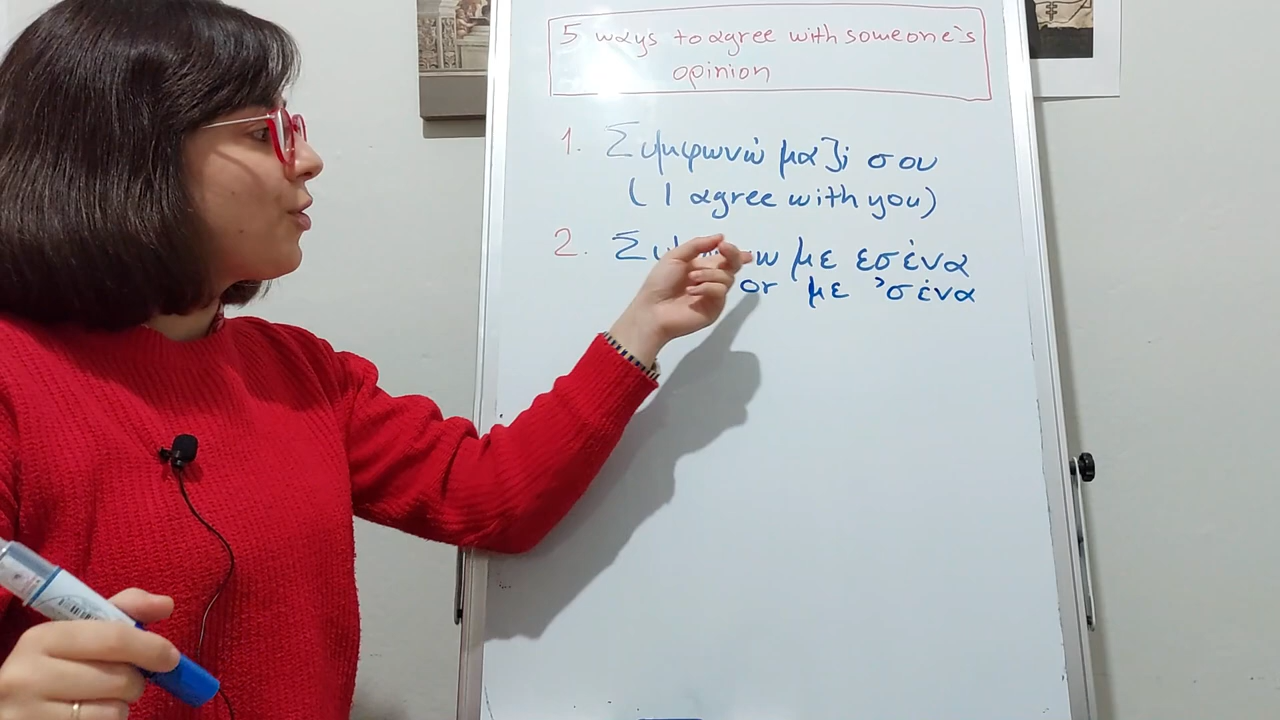 5 ways to agree with someone's
opinion
1. Συμφωνώ μαζί σου
(I agree with you)
2. με εσένα
or με 'σένα